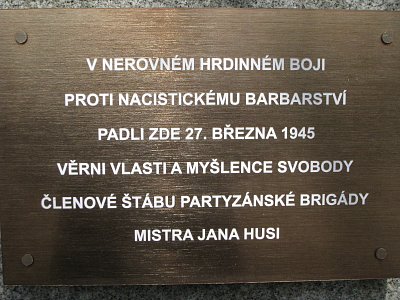 V NEROVNÉM HRDINNÉM BOJI
PROTI NACISTICKÉMU BARBARSTVÍ
PADLI ZDE 27. BŘEZNA 1945
VĚRNI VLASTI A MYŠLENCE SVOBODY
ČLENOVÉ ŠTÁBU PARTYZÁNSKÉ BRIGÁDY
MISTRA JANA HUSI